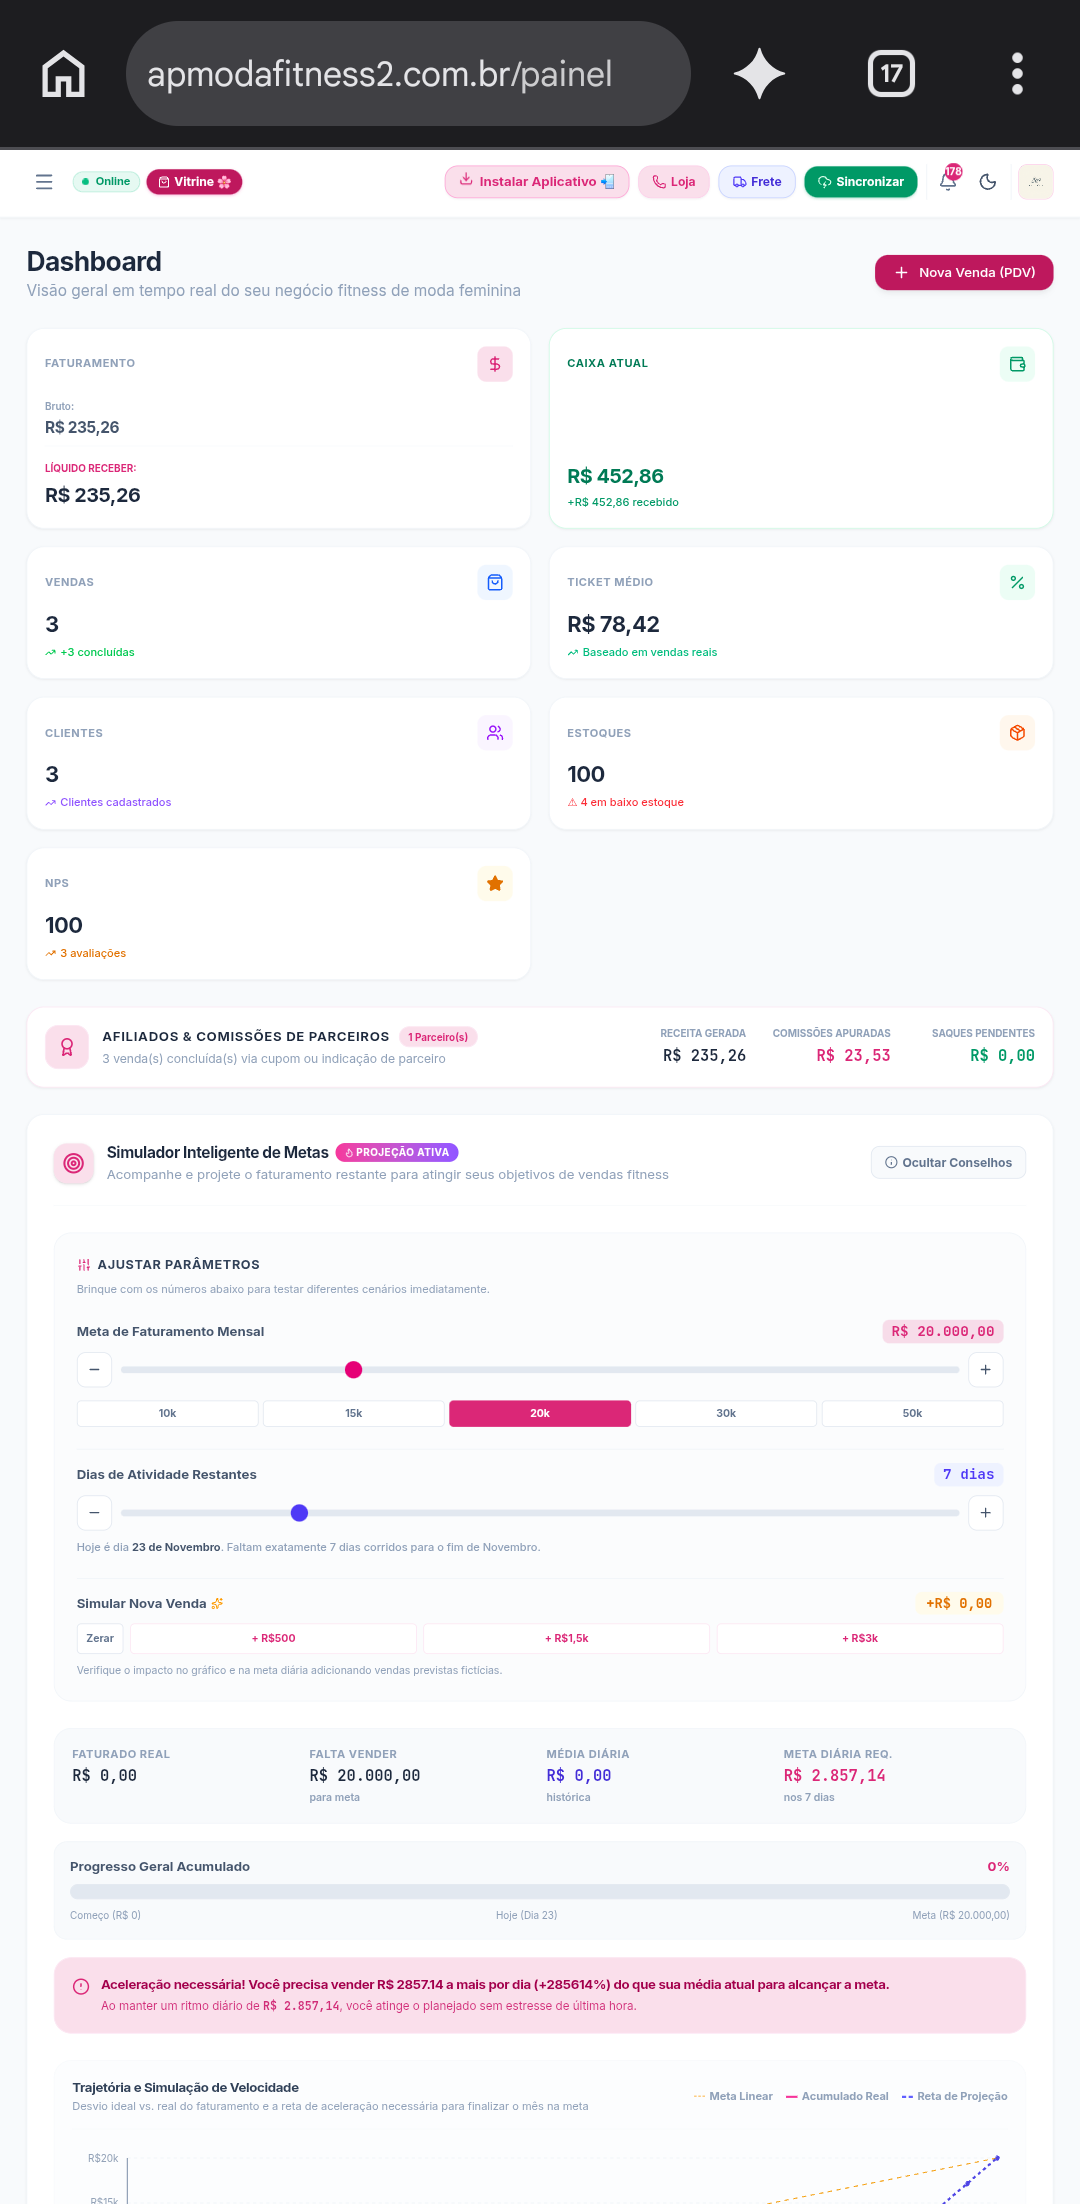 apmodafitness2.com.br/painel
17
Online
Vitrine 🌸
Instalar Aplicativo 📲
Loja
Frete
Sincronizar
178
Dashboard
Visão geral em tempo real do seu negócio fitness de moda feminina
Nova Venda (PDV)
FATURAMENTO
Bruto:
R$ 235,26
LÍQUIDO RECEBER:
R$ 235,26
CAIXA ATUAL
R$ 452,86
+R$ 452,86 recebido
VENDAS
3
+3 concluídas
TICKET MÉDIO
R$ 78,42
Baseado em vendas reais
CLIENTES
3
Clientes cadastrados
ESTOQUES
100
⚠ 4 em baixo estoque
NPS
100
3 avaliações
AFILIADOS & COMISSÕES DE PARCEIROS
1 Parceiro(s)
3 venda(s) concluída(s) via cupom ou indicação de parceiro
RECEITA GERADA
R$ 235,26
COMISSÕES APURADAS
R$ 23,53
SAQUES PENDENTES
R$ 0,00
Simulador Inteligente de Metas
PROJEÇÃO ATIVA
Acompanhe e projete o faturamento restante para atingir seus objetivos de vendas fitness
Ocultar Conselhos
AJUSTAR PARÂMETROS
Brinque com os números abaixo para testar diferentes cenários imediatamente.
Meta de Faturamento Mensal
R$ 20.000,00
10k
15k
20k
30k
50k
Dias de Atividade Restantes
7 dias
Hoje é dia 23 de Novembro. Faltam exatamente 7 dias corridos para o fim de Novembro.
Simular Nova Venda
+R$ 0,00
Zerar
+ R$500
+ R$1,5k
+ R$3k
Verifique o impacto no gráfico e na meta diária adicionando vendas previstas fictícias.
FATURADO REAL
R$ 0,00
FALTA VENDER
R$ 20.000,00
para meta
MÉDIA DIÁRIA
R$ 0,00
histórica
META DIÁRIA REQ.
R$ 2.857,14
nos 7 dias
Progresso Geral Acumulado
0%
Começo (R$ 0)
Hoje (Dia 23)
Meta (R$ 20.000,00)
Aceleração necessária! Você precisa vender R$ 2857.14 a mais por dia (+285614%) do que sua média atual para alcançar a meta.
Ao manter um ritmo diário de R$ 2.857,14, você atinge o planejado sem estresse de última hora.
Trajetória e Simulação de Velocidade
Desvio ideal vs. real do faturamento e a reta de aceleração necessária para finalizar o mês na meta
Meta Linear
Acumulado Real
Reta de Projeção
R$20k
R$15k